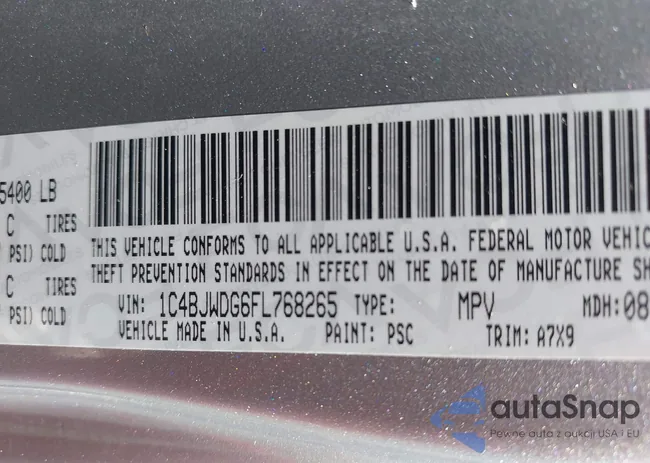 5400 LB
C TIRES
PSI) COLD
C TIRES
PSI) COLD
THIS VEHICLE CONFORMS TO ALL APPLICABLE U.S.A. FEDERAL MOTOR VEHIC
THEFT PREVENTION STANDARDS IN EFFECT ON THE DATE OF MANUFACTURE SH
VIN: 1C4BJWDG6FL768265 TYPE: MPV MDH: 08
VEHICLE MADE IN U.S.A. PAINT: PSC TRIM: A7X9
autaSnap
Pewne auta z aukcji USA i EU